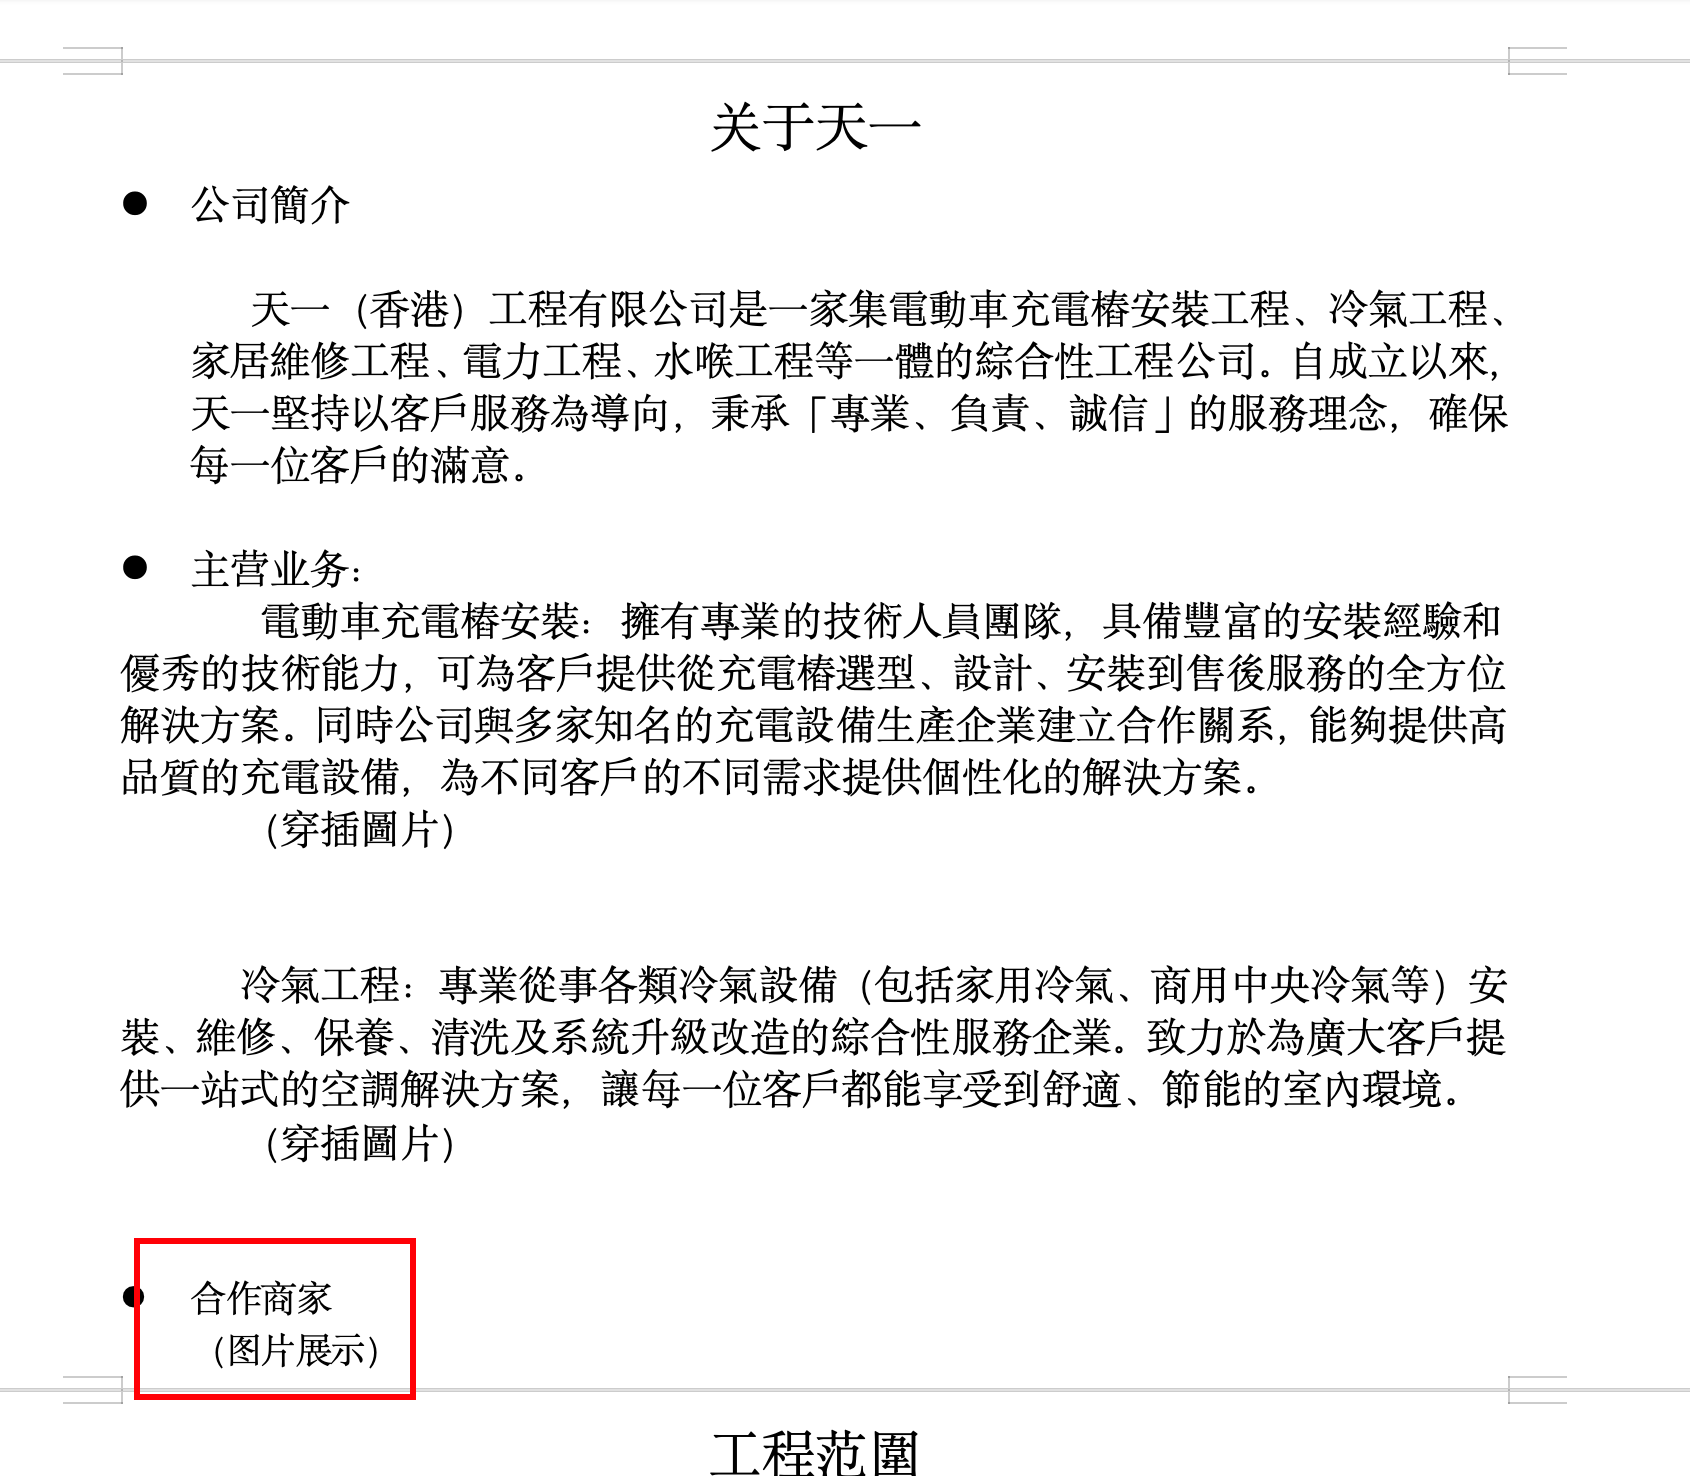 关于天一
● 公司簡介
天一（香港）工程有限公司是一家集電動車充電樁安裝工程、冷氣工程、
家居維修工程、電力工程、水喉工程等一體的綜合性工程公司。自成立以來，
天一堅持以客戶服務為導向，秉承「專業、負責、誠信」的服務理念，確保
每一位客戶的滿意。
● 主营业务：
電動車充電樁安裝：擁有專業的技術人員團隊，具備豐富的安裝經驗和
優秀的技術能力，可為客戶提供從充電樁選型、設計、安裝到售後服務的全方位
解決方案。同時公司與多家知名的充電設備生產企業建立合作關系，能夠提供高
品質的充電設備，為不同客戶的不同需求提供個性化的解決方案。
（穿插圖片）
冷氣工程：專業從事各類冷氣設備（包括家用冷氣、商用中央冷氣等）安
裝、維修、保養、清洗及系統升級改造的綜合性服務企業。致力於為廣大客戶提
供一站式的空調解決方案，讓每一位客戶都能享受到舒適、節能的室內環境。
（穿插圖片）
● 合作商家
（图片展示）
工程范圍